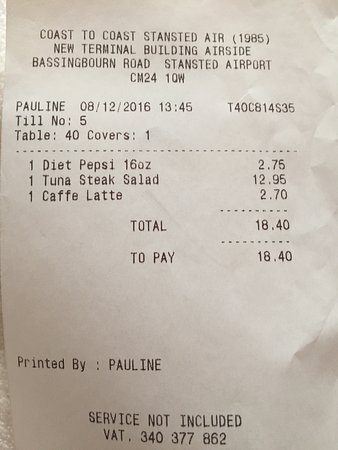 COAST TO COAST STANSTED AIR (1985)
NEW TERMINAL BUILDING AIRSIDE
BASSINGBOURN ROAD STANSTED AIRPORT
CM24 1QW
PAULINE 08/12/2016 13:45 T40C814S35
Till No: 5
Table: 40 Covers: 1
1 Diet Pepsi 16oz 2.75
1 Tuna Steak Salad 12.95
1 Caffe Latte 2.70
TOTAL 18.40
TO PAY 18.40
Printed By : PAULINE
SERVICE NOT INCLUDED
VAT. 340 377 862